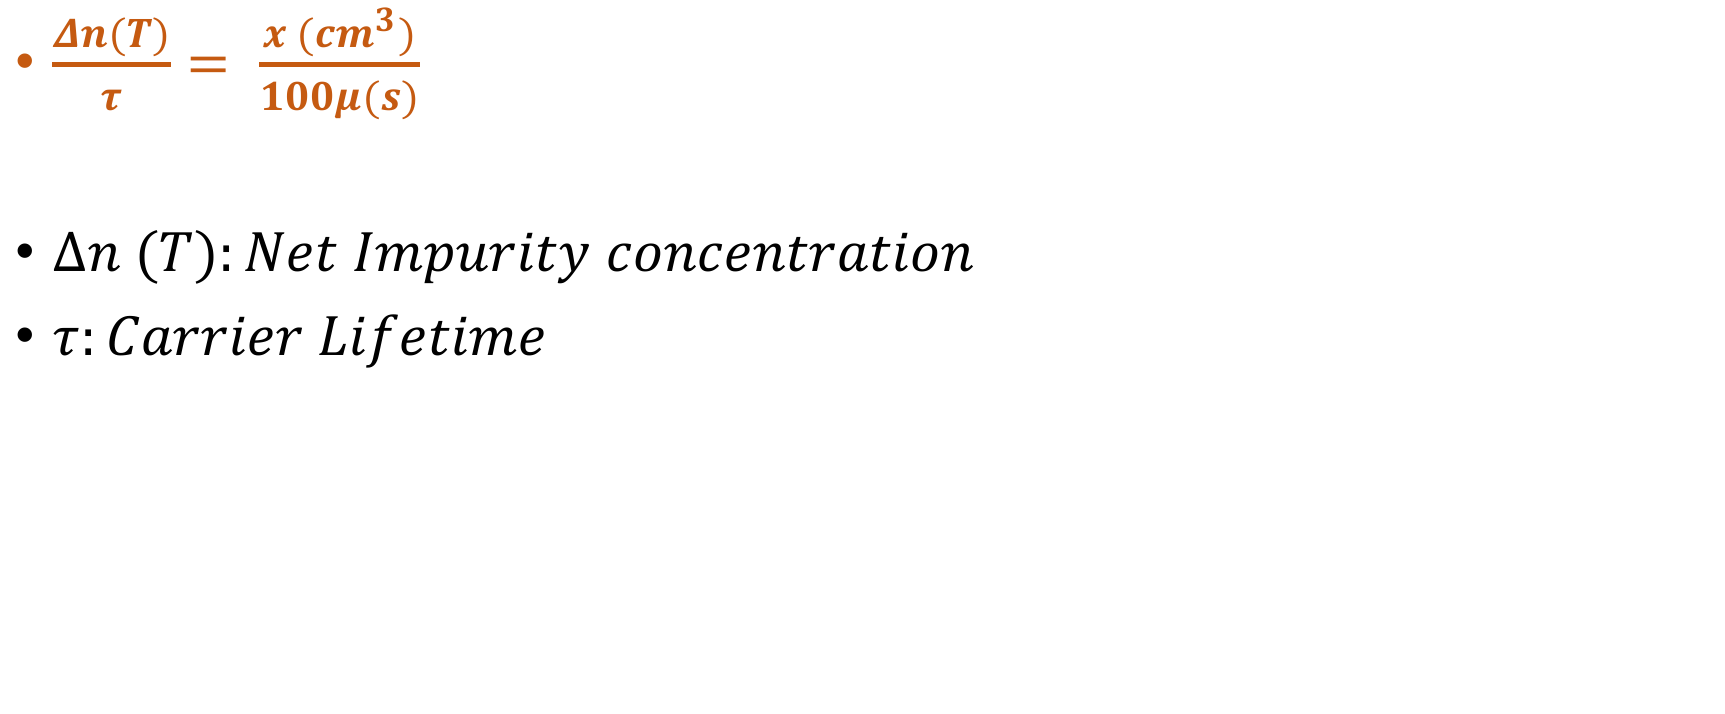 • Δn(T)/τ = x (cm³)/100μ(s)
• Δn (T): Net Impurity concentration
• τ: Carrier Lifetime